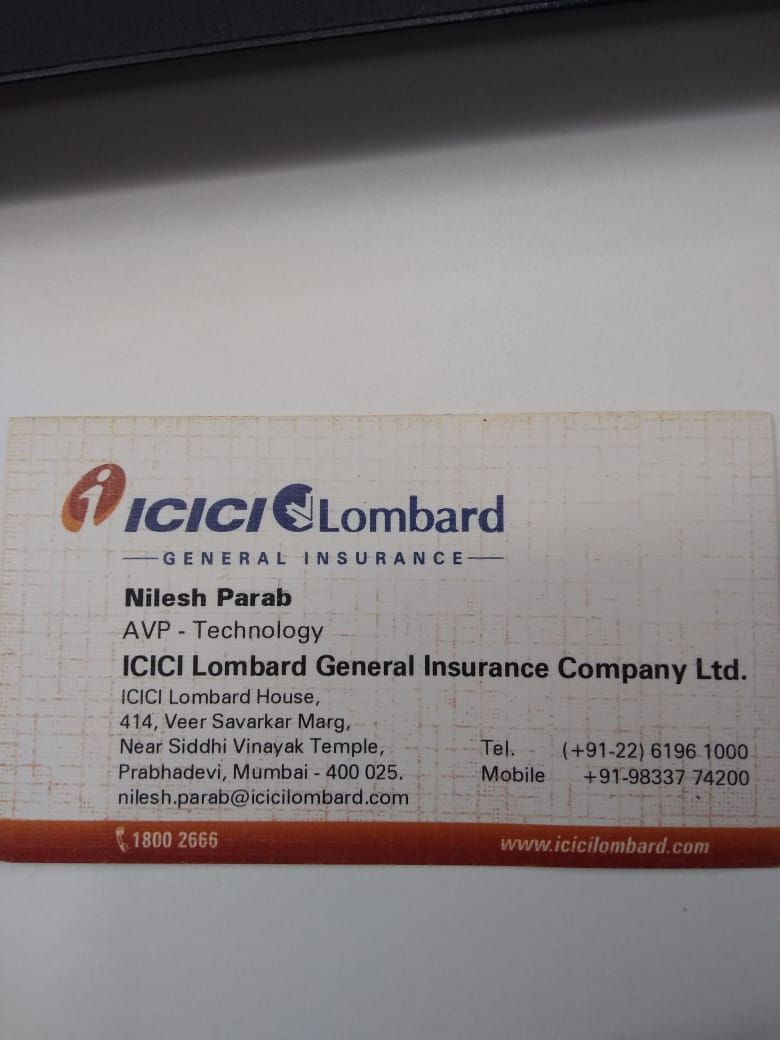 ICICI Lombard
GENERAL INSURANCE
Nilesh Parab
AVP - Technology
ICICI Lombard General Insurance Company Ltd.
ICICI Lombard House,
414, Veer Savarkar Marg,
Near Siddhi Vinayak Temple,
Prabhadevi, Mumbai - 400 025.
nilesh.parab@icicilombard.com
Tel. - (+91-22) 6196 1000
Mobile +91-98337 74200
1800 2666
www.icicilombard.com